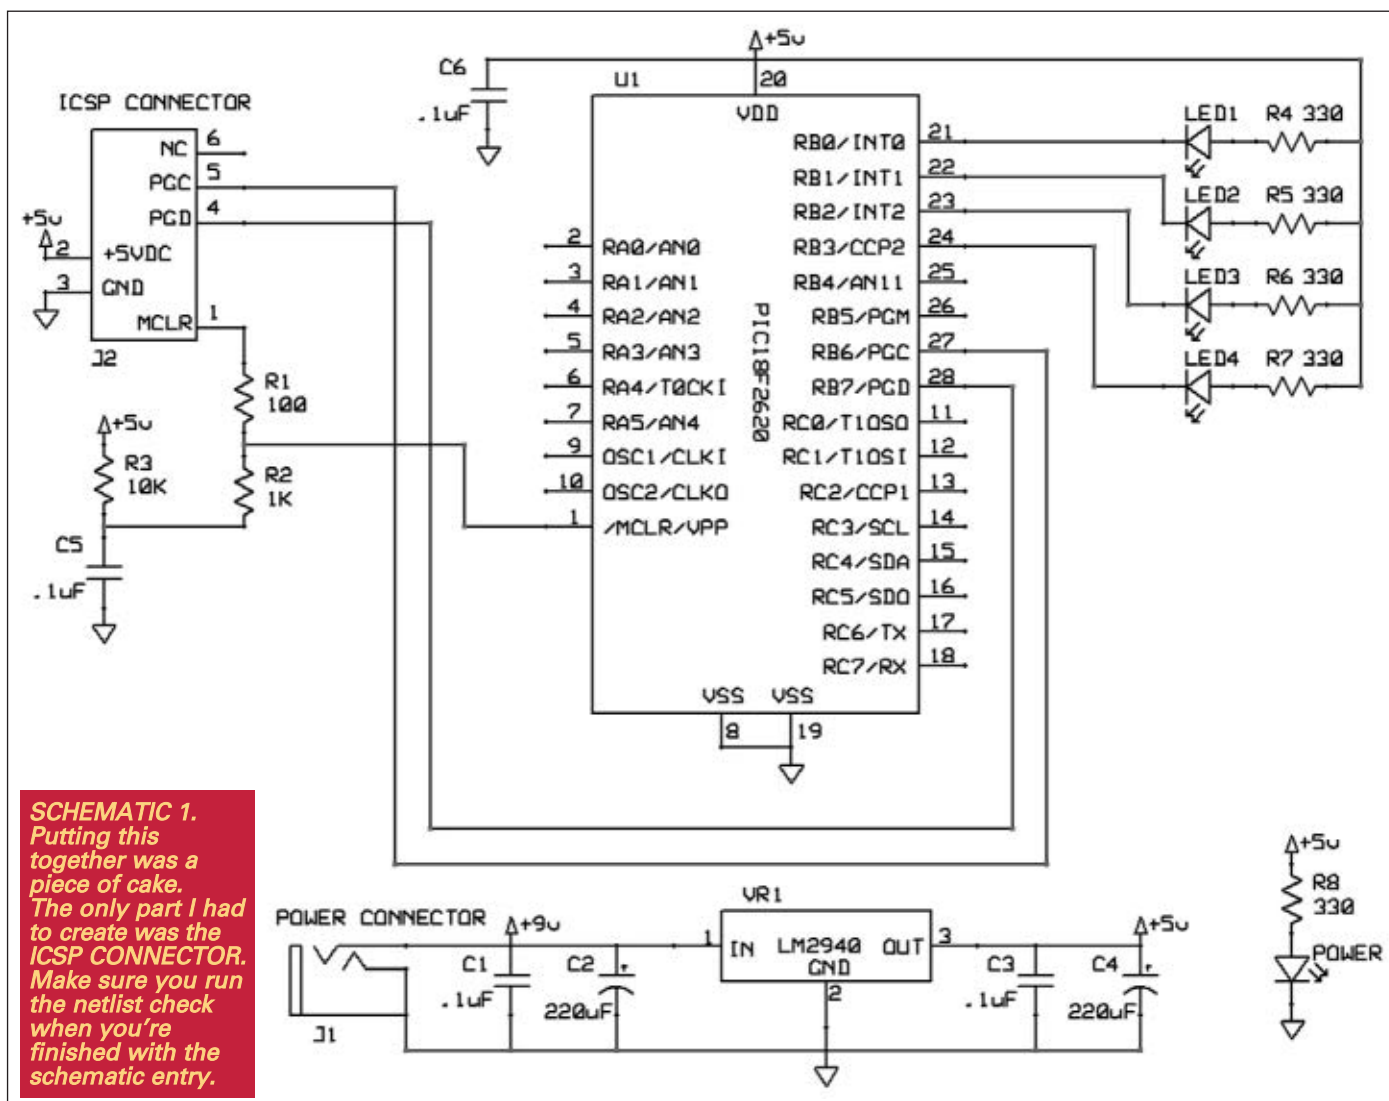 +5v
C6
.1uF
U1
20
VDD
ICSP CONNECTOR
NC 6
PGC 5
PGD 4
+5v
2 +5VDC
3 GND
MCLR 1
J2
R1
100
+5v
R3
10K
R2
1K
C5
.1uF
2 RA0/AN0
3 RA1/AN1
4 RA2/AN2
5 RA3/AN3
6 RA4/T0CKI
7 RA5/AN4
9 OSC1/CLKI
10 OSC2/CLKO
1 /MCLR/VPP
PIC18F2620
RB0/INT0 21
RB1/INT1 22
RB2/INT2 23
RB3/CCP2 24
RB4/AN11 25
RB5/PGM 26
RB6/PGC 27
RB7/PGD 28
RC0/T1OSO 11
RC1/T1OSI 12
RC2/CCP1 13
RC3/SCL 14
RC4/SDA 15
RC5/SDO 16
RC6/TX 17
RC7/RX 18
VSS VSS
8 19
LED1 R4 330
LED2 R5 330
LED3 R6 330
LED4 R7 330
SCHEMATIC 1.
Putting this
together was a
piece of cake.
The only part I had
to create was the
ICSP CONNECTOR.
Make sure you run
the netlist check
when you're
finished with the
schematic entry.
POWER CONNECTOR
J1
+9v
C1
.1uF
C2
+
220uF
VR1
1 IN LM2940 OUT 3
GND
2
C3
.1uF
+5v
C4
+
220uF
+5v
R8
330
POWER